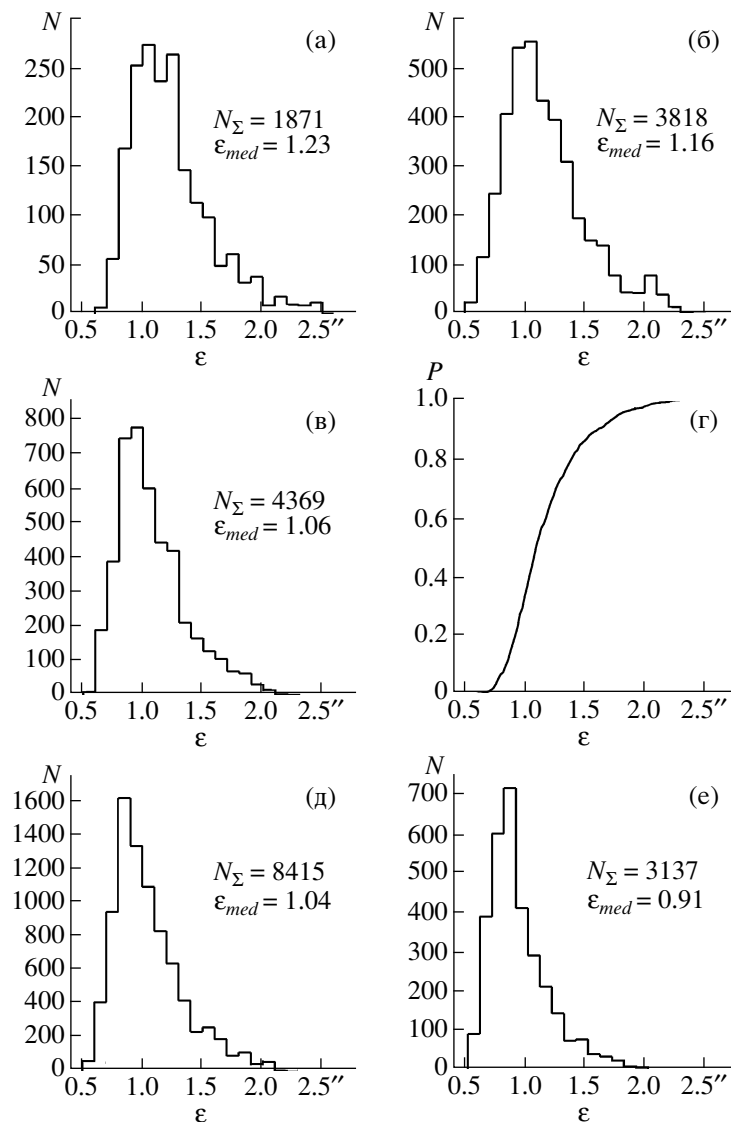 N
(а)
250
200
150
100
50
0
N_Σ = 1871
ε_med = 1.23
0.5 1.0 1.5 2.0 2.5″
ε
N
(б)
500
400
300
200
100
0
N_Σ = 3818
ε_med = 1.16
0.5 1.0 1.5 2.0 2.5″
ε
N
(в)
800
700
600
500
400
300
200
100
0
N_Σ = 4369
ε_med = 1.06
0.5 1.0 1.5 2.0 2.5″
ε
P
(г)
1.0
0.8
0.6
0.4
0.2
0
0.5 1.0 1.5 2.0 2.5″
ε
N
(д)
1600
1400
1200
1000
800
600
400
200
0
N_Σ = 8415
ε_med = 1.04
0.5 1.0 1.5 2.0 2.5″
ε
N
(е)
700
600
500
400
300
200
100
0
N_Σ = 3137
ε_med = 0.91
0.5 1.0 1.5 2.0 2.5″
ε